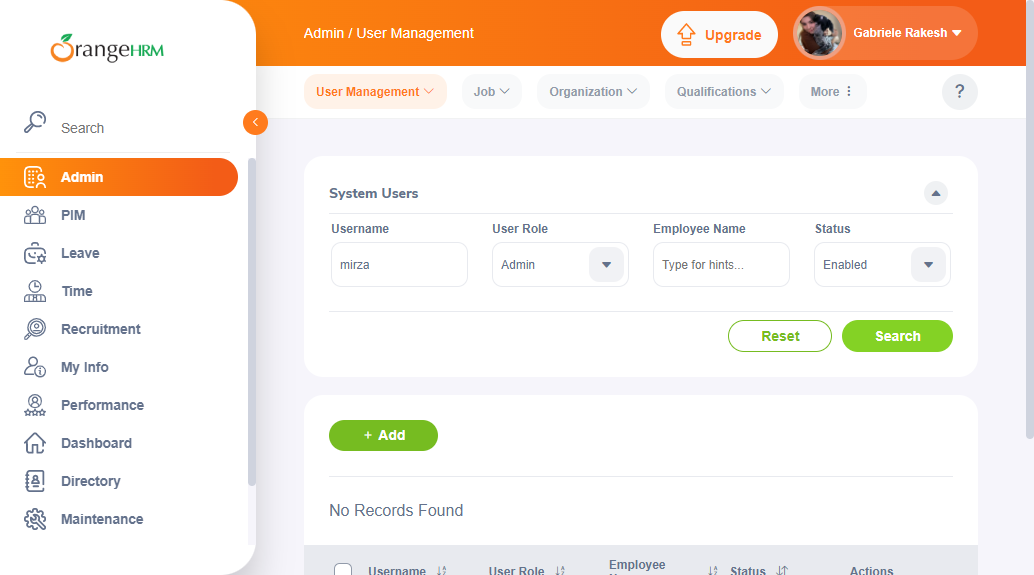 Admin / User Management
Upgrade
Gabriele Rakesh
OrangeHRM
User Management
Job
Organization
Qualifications
More
?
Search
Admin
PIM
Leave
Time
Recruitment
My Info
Performance
Dashboard
Directory
Maintenance
System Users
Username
User Role
Employee Name
Status
mirza
Admin
Type for hints...
Enabled
Reset
Search
+ Add
No Records Found
Username
User Role
Employee
Status
Actions